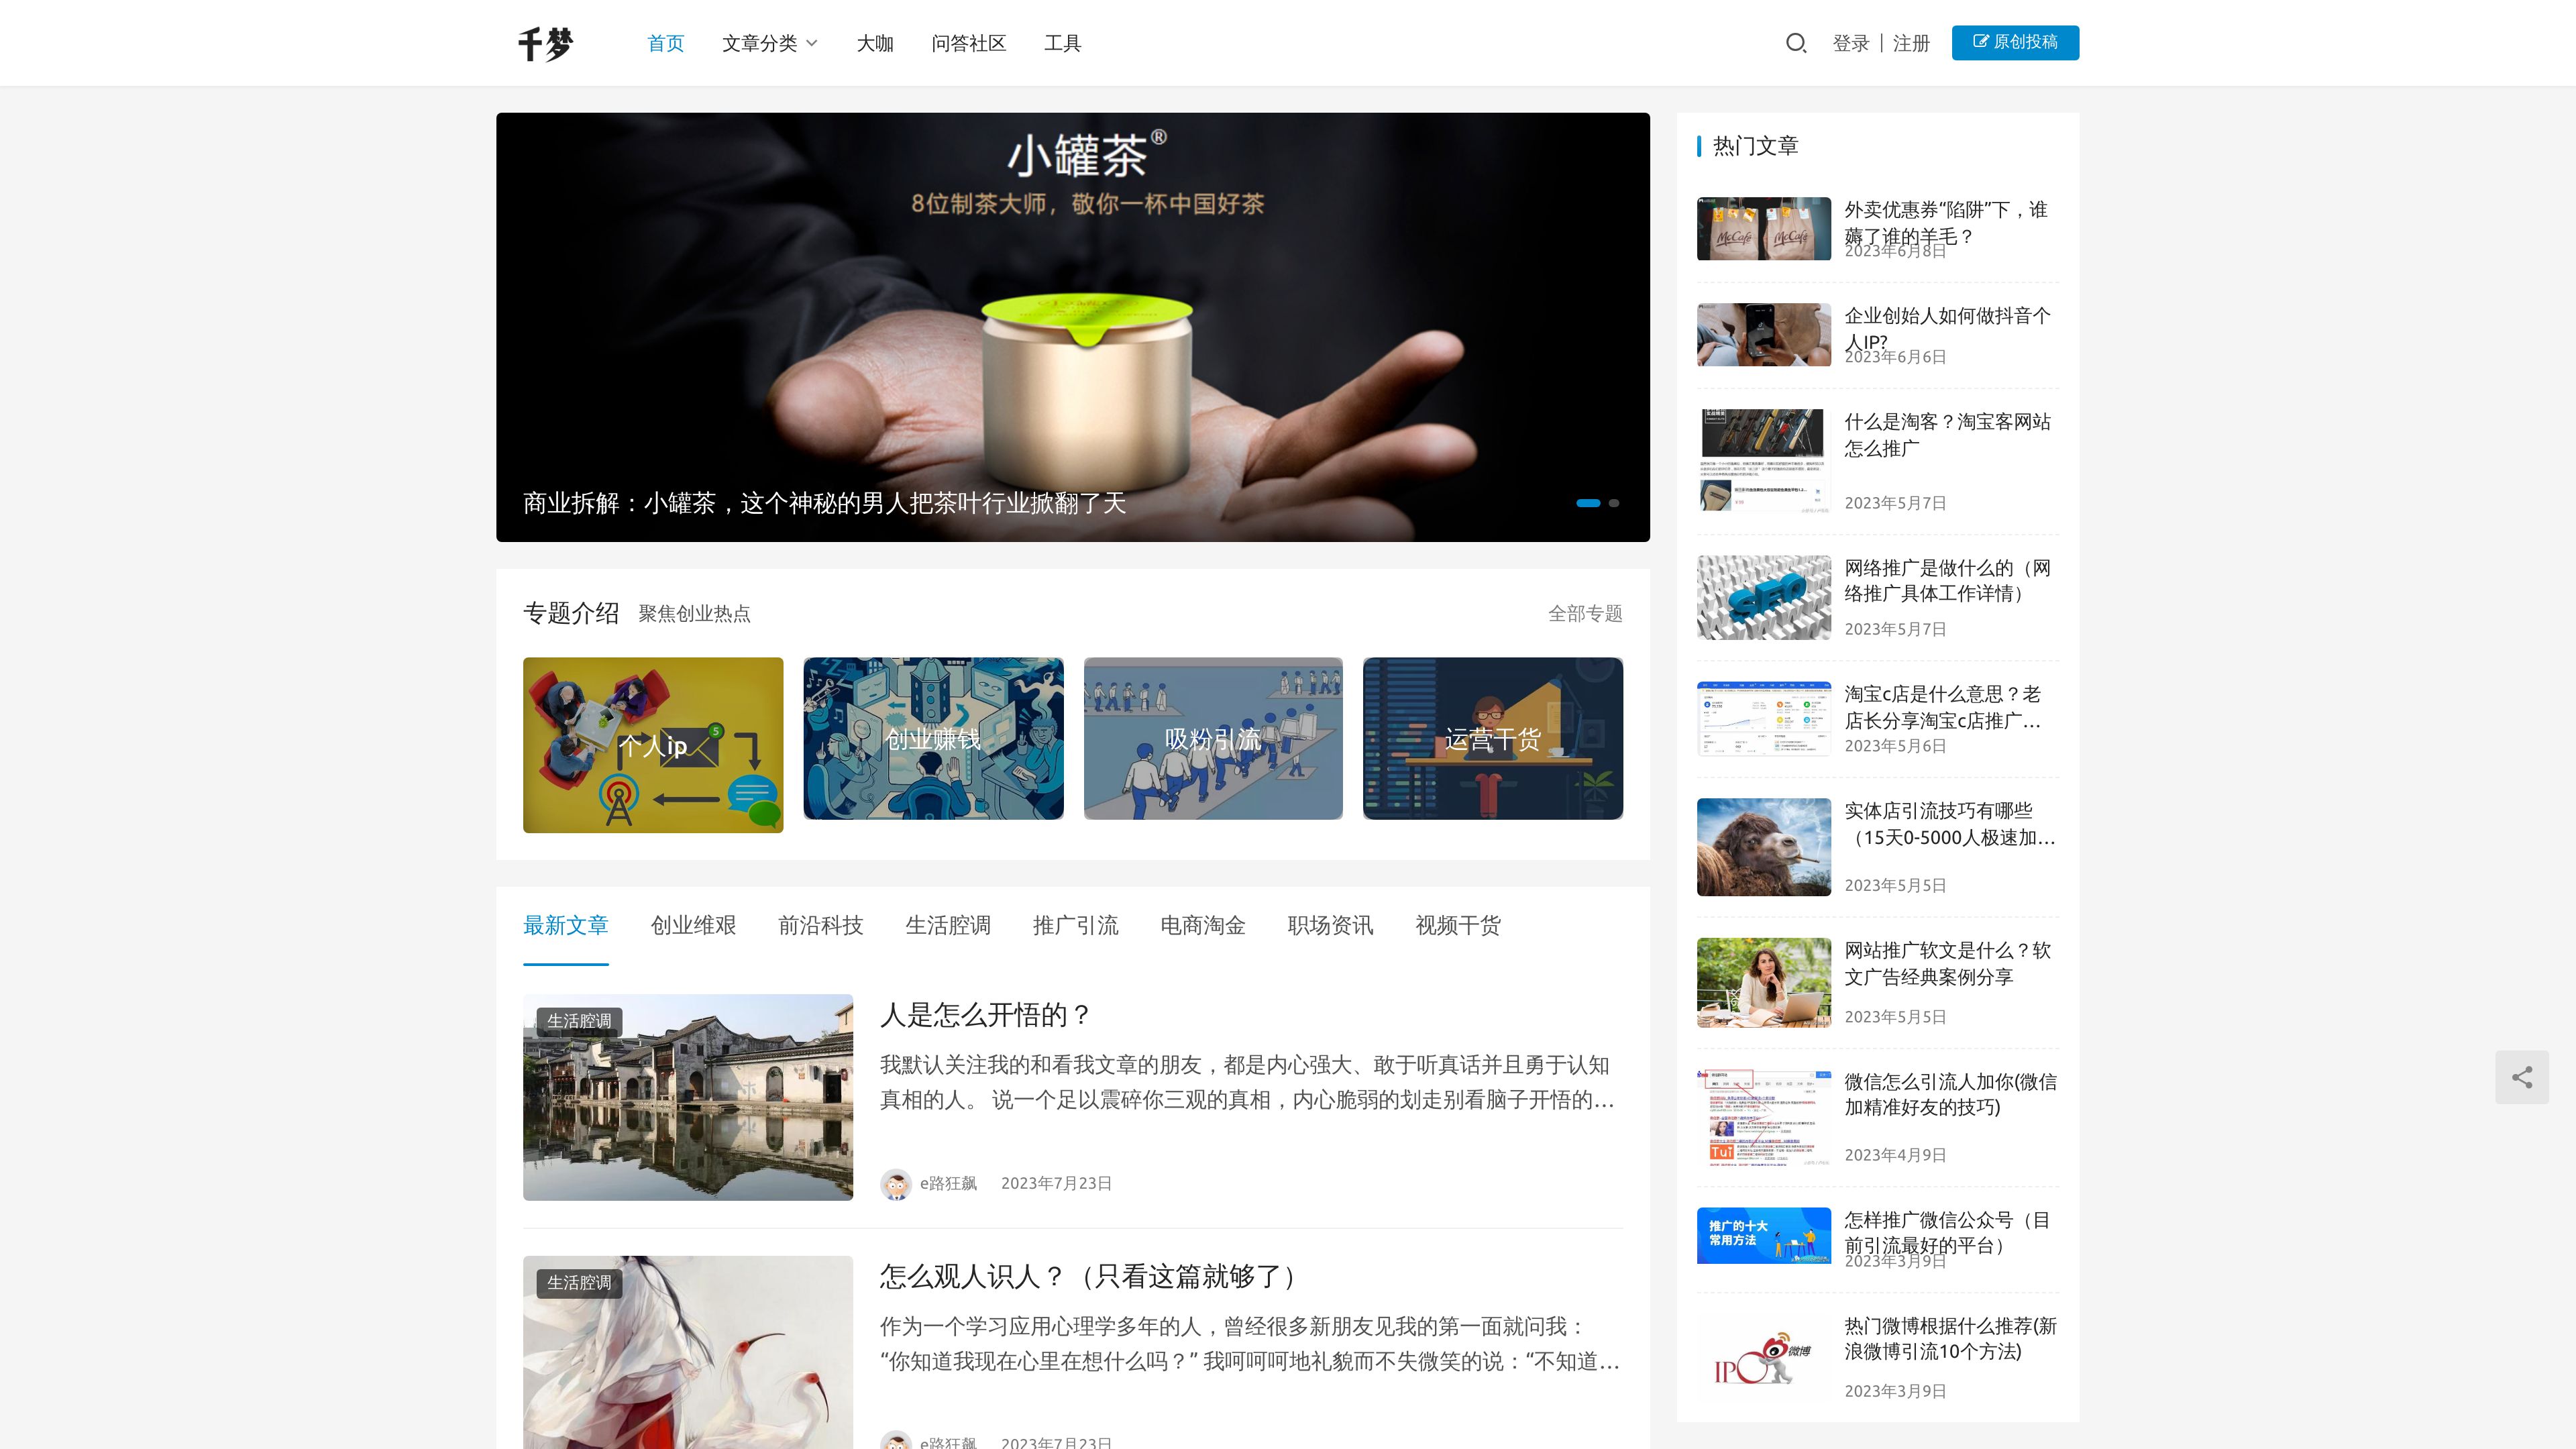 千梦
首页
文章分类
大咖
问答社区
工具
登录
注册
原创投稿
小罐茶®
8位制茶大师，敬你一杯中国好茶
商业拆解：小罐茶，这个神秘的男人把茶叶行业掀翻了天
专题介绍
聚焦创业热点
全部专题
个人ip
5
创业赚钱
吸粉引流
运营干货
最新文章
创业维艰
前沿科技
生活腔调
推广引流
电商淘金
职场资讯
视频干货
生活腔调
人是怎么开悟的？
我默认关注我的和看我文章的朋友，都是内心强大、敢于听真话并且勇于认知
真相的人。 说一个足以震碎你三观的真相，内心脆弱的划走别看脑子开悟的…
e路狂飙
2023年7月23日
生活腔调
怎么观人识人？（只看这篇就够了）
作为一个学习应用心理学多年的人，曾经很多新朋友见我的第一面就问我：
“你知道我现在心里在想什么吗？” 我呵呵呵地礼貌而不失微笑的说：“不知道…
e路狂飙
2023年7月23日
热门文章
McCafé
McCafé
外卖优惠券“陷阱”下，谁
薅了谁的羊毛？
2023年6月8日
企业创始人如何做抖音个
人IP?
2023年6月6日
什么是淘客？淘宝客网站
怎么推广
2023年5月7日
SEO
网络推广是做什么的（网
络推广具体工作详情）
2023年5月7日
淘宝c店是什么意思？老
店长分享淘宝c店推广…
2023年5月6日
实体店引流技巧有哪些
（15天0-5000人极速加…
2023年5月5日
网站推广软文是什么？软
文广告经典案例分享
2023年5月5日
Tui
微信怎么引流人加你(微信
加精准好友的技巧)
2023年4月9日
推广的十大
常用方法
怎样推广微信公众号（目
前引流最好的平台）
2023年3月9日
IPO
微博
热门微博根据什么推荐(新
浪微博引流10个方法)
2023年3月9日